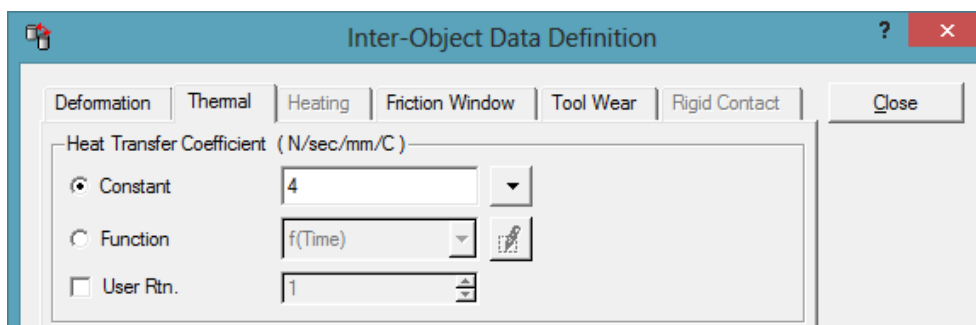 Inter-Object Data Definition ?
Deformation Thermal Heating Friction Window Tool Wear Rigid Contact Close
Heat Transfer Coefficient ( N/sec/mm/C )
Constant 4
Function f(Time)
User Rtn. 1